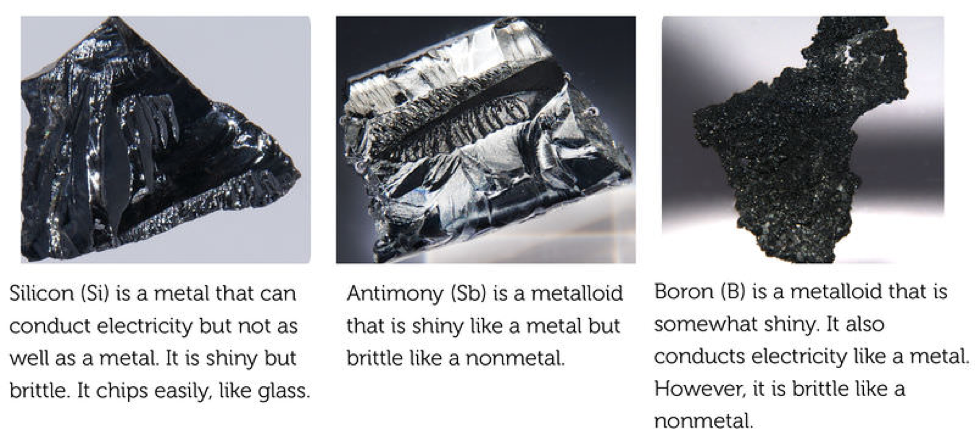 Silicon (Si) is a metal that can
conduct electricity but not as
well as a metal. It is shiny but
brittle. It chips easily, like glass.
Antimony (Sb) is a metalloid
that is shiny like a metal but
brittle like a nonmetal.
Boron (B) is a metalloid that is
somewhat shiny. It also
conducts electricity like a metal.
However, it is brittle like a
nonmetal.